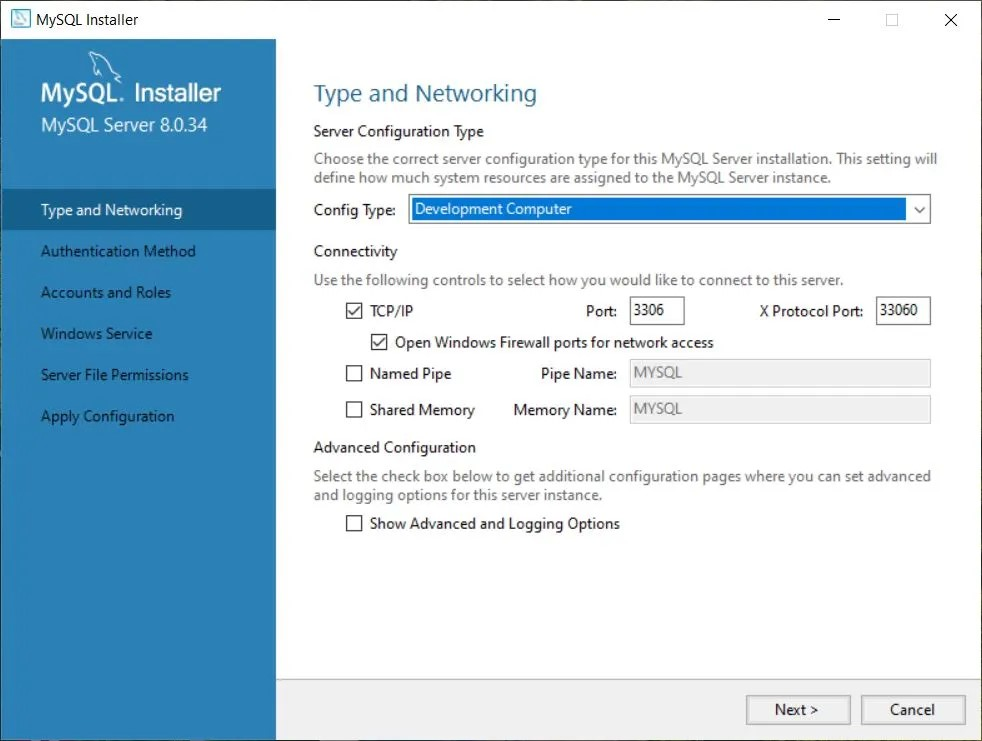 MySQL Installer
MySQL. Installer
MySQL Server 8.0.34
Type and Networking
Authentication Method
Accounts and Roles
Windows Service
Server File Permissions
Apply Configuration
Type and Networking
Server Configuration Type
Choose the correct server configuration type for this MySQL Server installation. This setting will
define how much system resources are assigned to the MySQL Server instance.
Config Type: Development Computer
Connectivity
Use the following controls to select how you would like to connect to this server.
TCP/IP Port: 3306 X Protocol Port: 33060
Open Windows Firewall ports for network access
Named Pipe Pipe Name: MYSQL
Shared Memory Memory Name: MYSQL
Advanced Configuration
Select the check box below to get additional configuration pages where you can set advanced
and logging options for this server instance.
Show Advanced and Logging Options
Next > Cancel